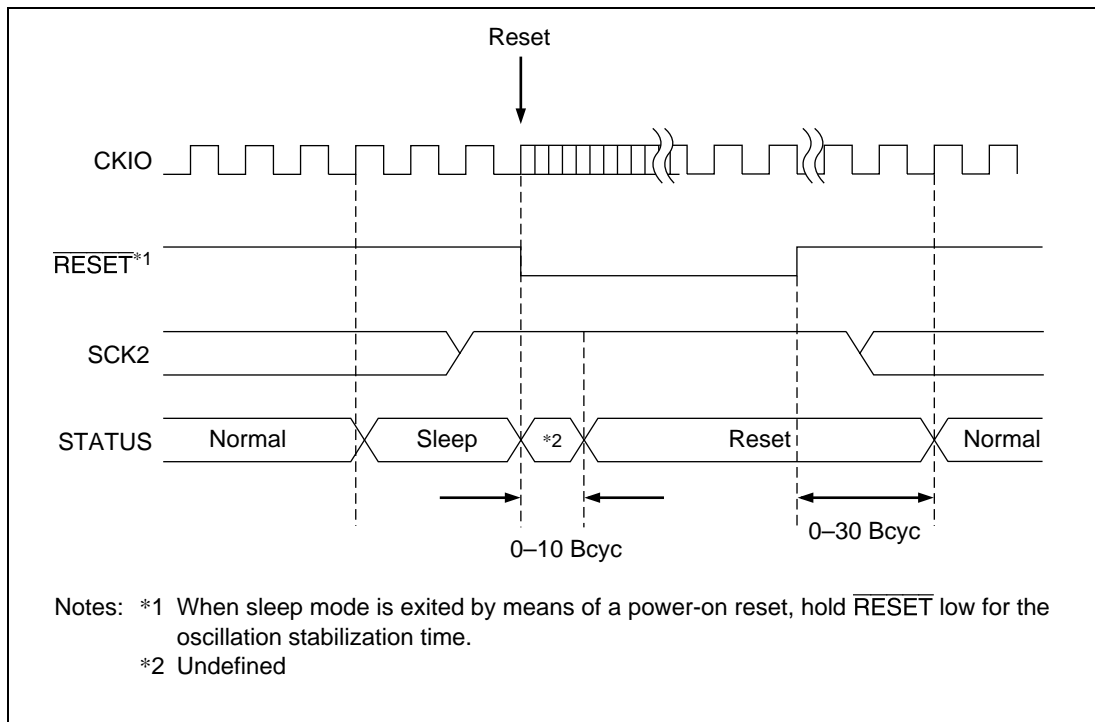 Reset
CKIO
RESET*1
SCK2
STATUS Normal Sleep *2 Reset Normal
0–10 Bcyc 0–30 Bcyc
Notes: *1 When sleep mode is exited by means of a power-on reset, hold RESET low for the
oscillation stabilization time.
*2 Undefined